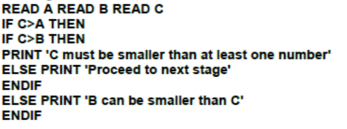 READ A READ B READ C
IF C>A THEN
IF C>B THEN
PRINT 'C must be smaller than at least one number'
ELSE PRINT 'Proceed to next stage'
ENDIF
ELSE PRINT 'B can be smaller than C'
ENDIF